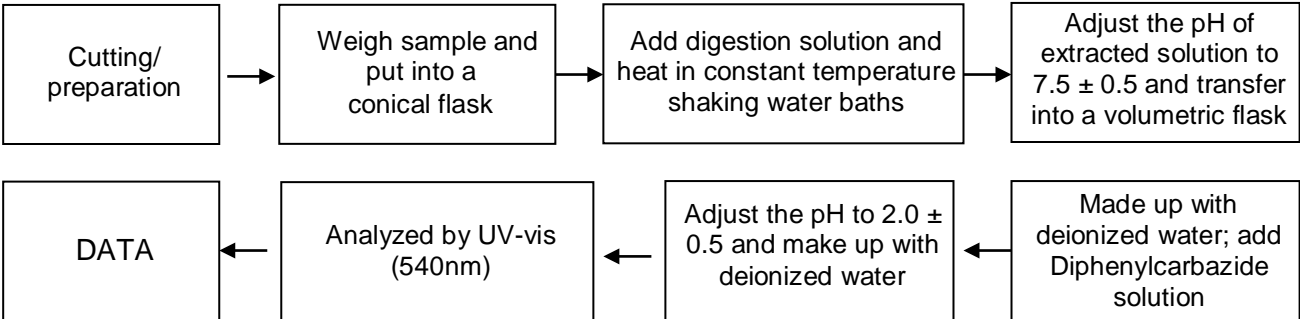 Cutting/
preparation
Weigh sample and
put into a
conical flask
Add digestion solution and
heat in constant temperature
shaking water baths
Adjust the pH of
extracted solution to
7.5 ± 0.5 and transfer
into a volumetric flask
Made up with
deionized water; add
Diphenylcarbazide
solution
Adjust the pH to 2.0 ±
0.5 and make up with
deionized water
Analyzed by UV-vis
(540nm)
DATA